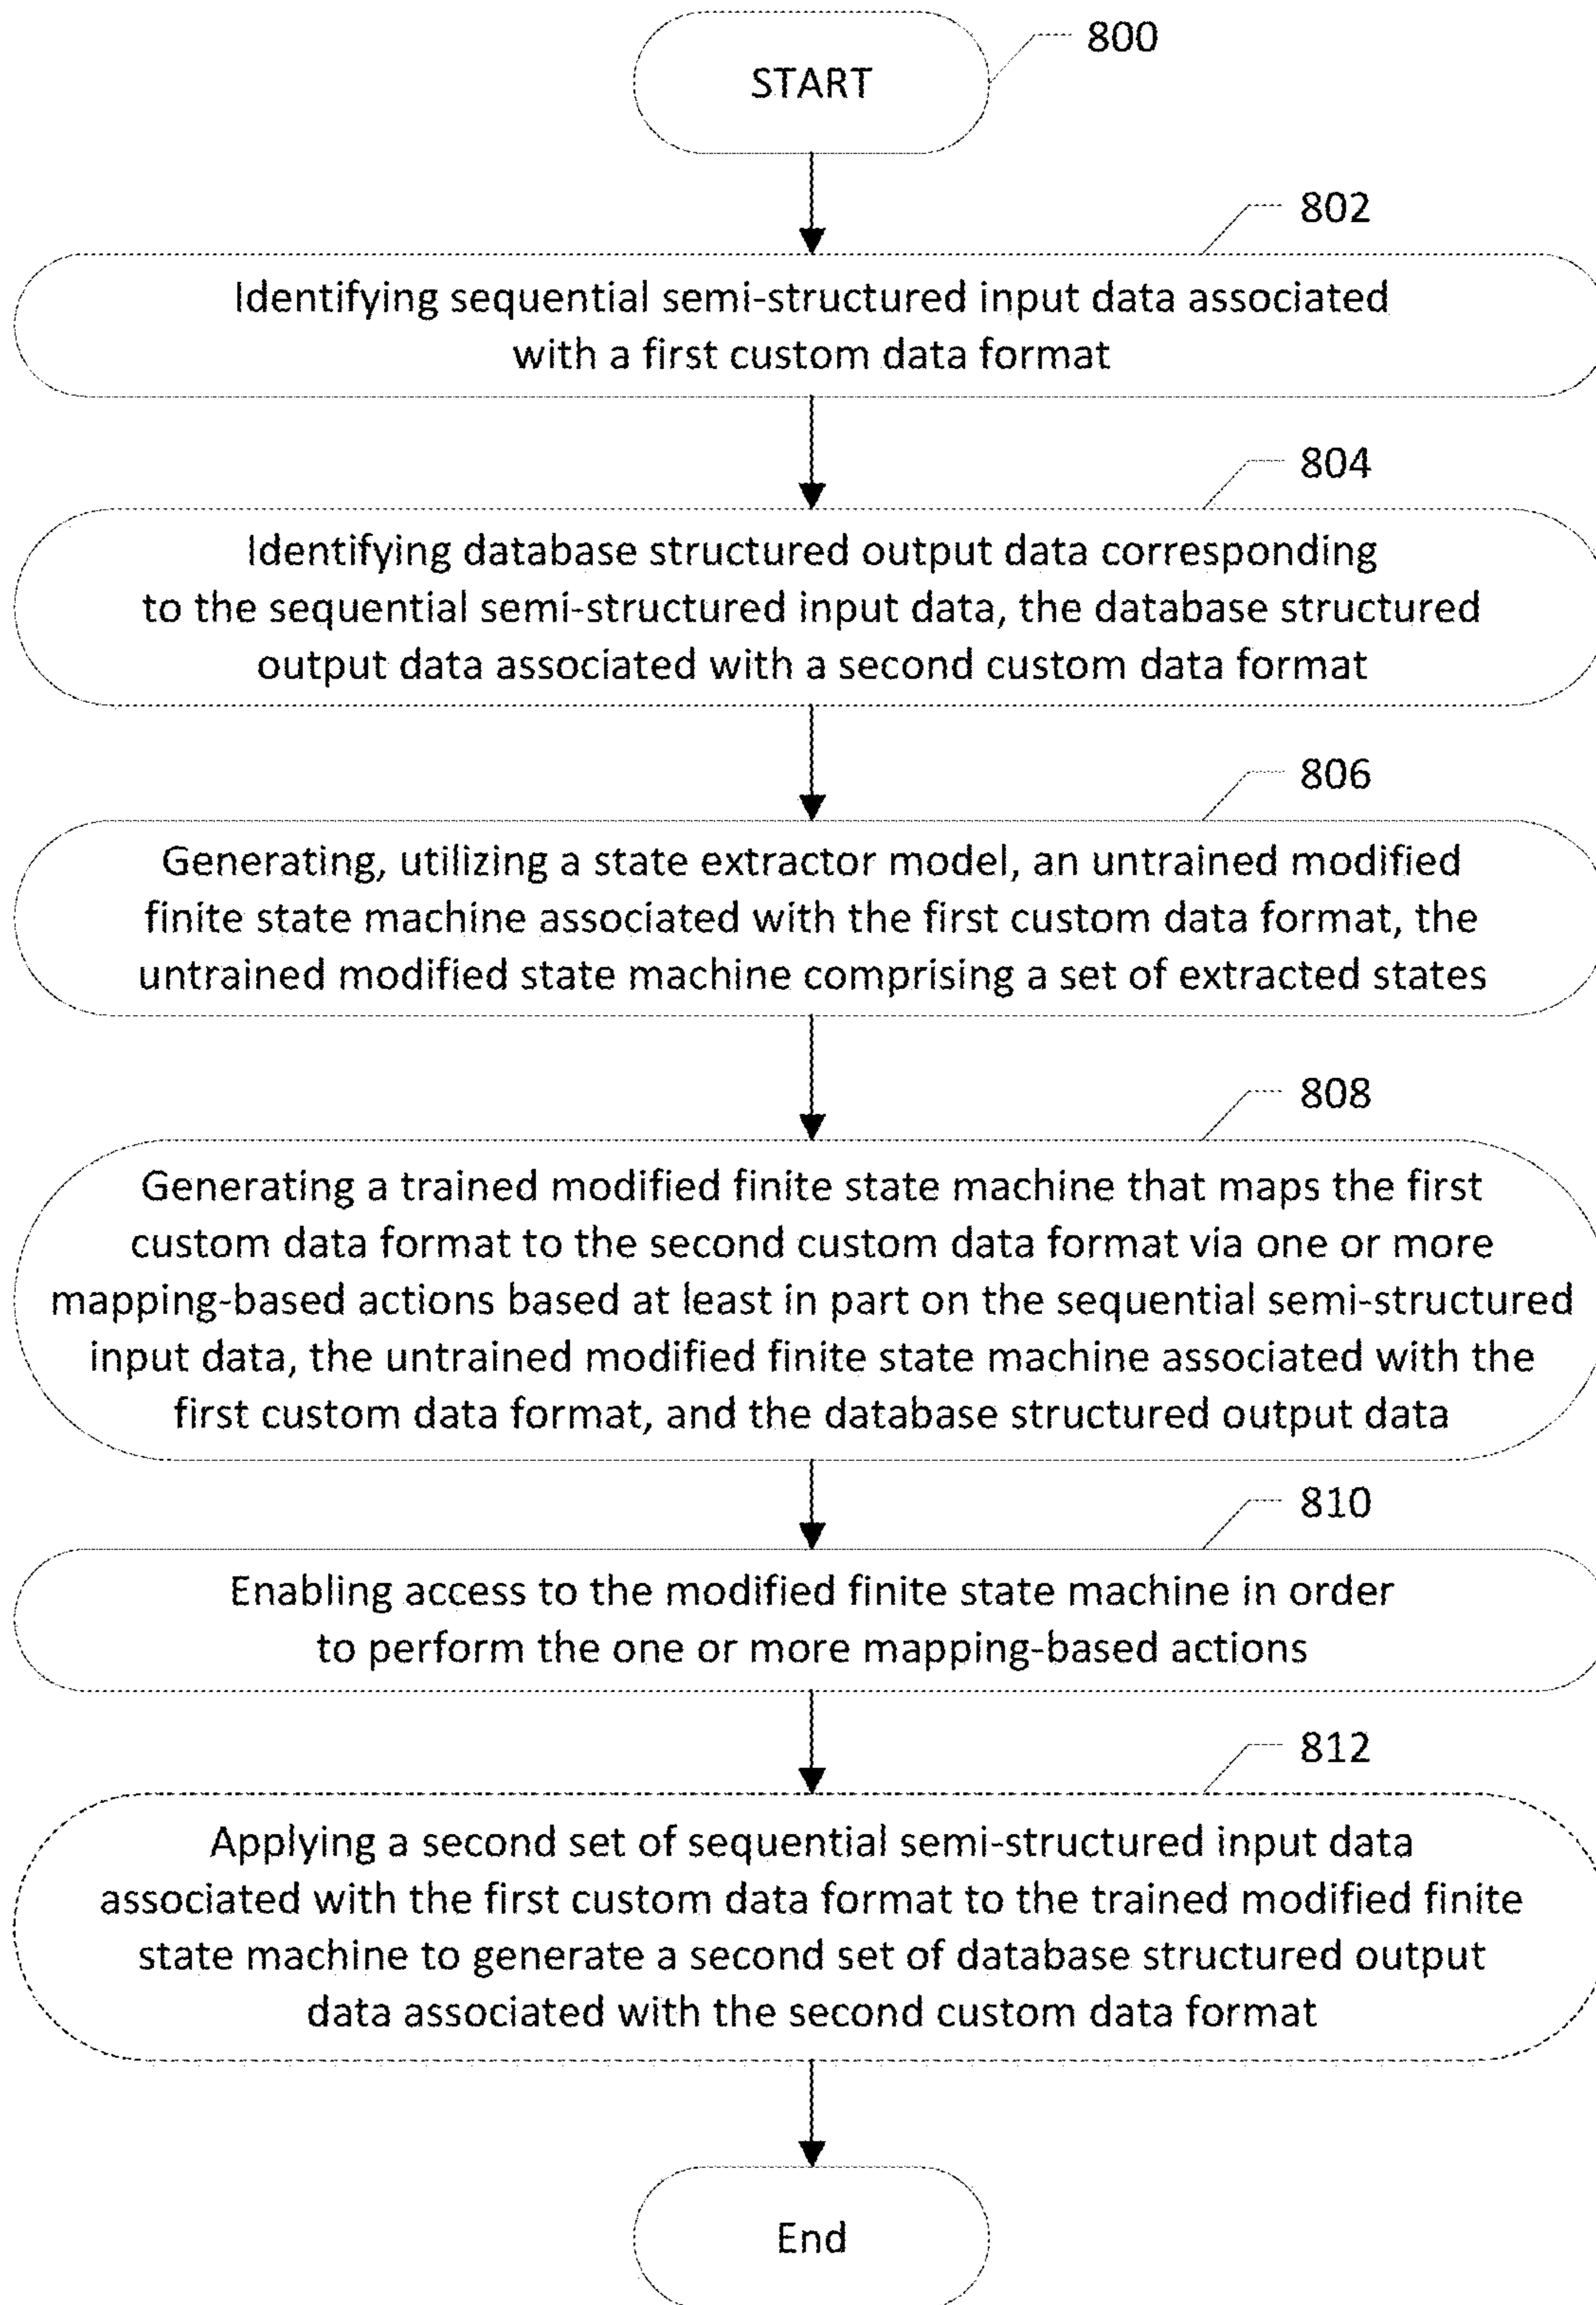 800
START
802
Identifying sequential semi-structured input data associated
with a first custom data format
804
Identifying database structured output data corresponding
to the sequential semi-structured input data, the database structured
output data associated with a second custom data format
806
Generating, utilizing a state extractor model, an untrained modified
finite state machine associated with the first custom data format, the
untrained modified state machine comprising a set of extracted states
808
Generating a trained modified finite state machine that maps the first
custom data format to the second custom data format via one or more
mapping-based actions based at least in part on the sequential semi-structured
input data, the untrained modified finite state machine associated with the
first custom data format, and the database structured output data
810
Enabling access to the modified finite state machine in order
to perform the one or more mapping-based actions
812
Applying a second set of sequential semi-structured input data
associated with the first custom data format to the trained modified finite
state machine to generate a second set of database structured output
data associated with the second custom data format
End